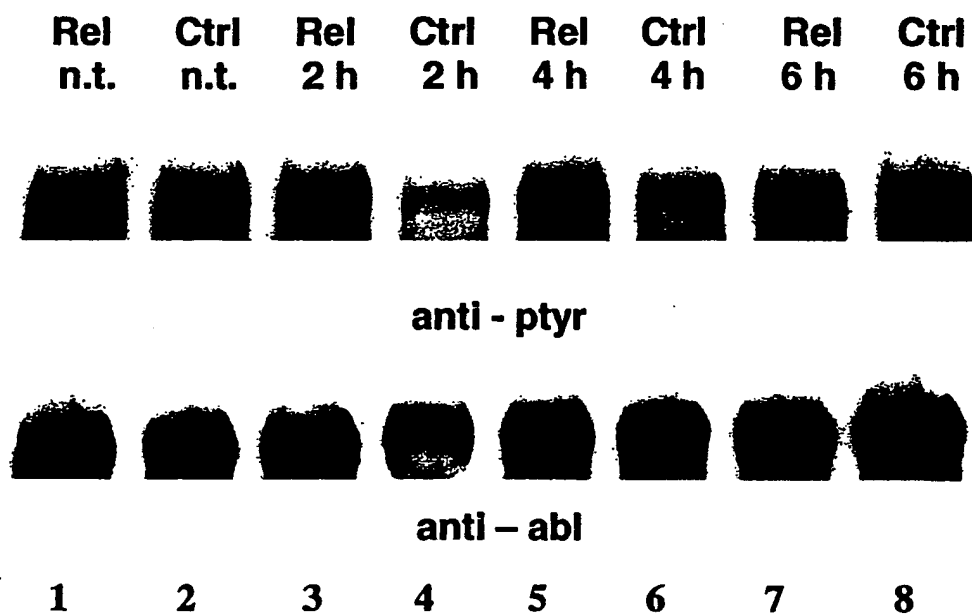 Rel Ctrl Rel Ctrl Rel Ctrl Rel Ctrl
n.t. n.t. 2 h 2 h 4 h 4 h 6 h 6 h
anti - ptyr
anti – abl
1 2 3 4 5 6 7 8